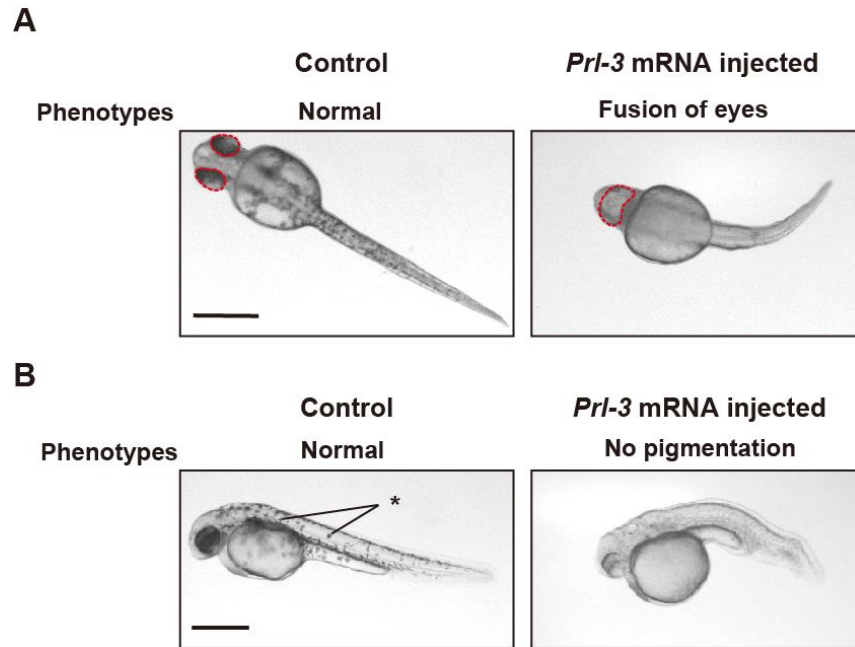 A
Control Prl-3 mRNA injected
Phenotypes Normal Fusion of eyes
B
Control Prl-3 mRNA injected
Phenotypes Normal No pigmentation
*